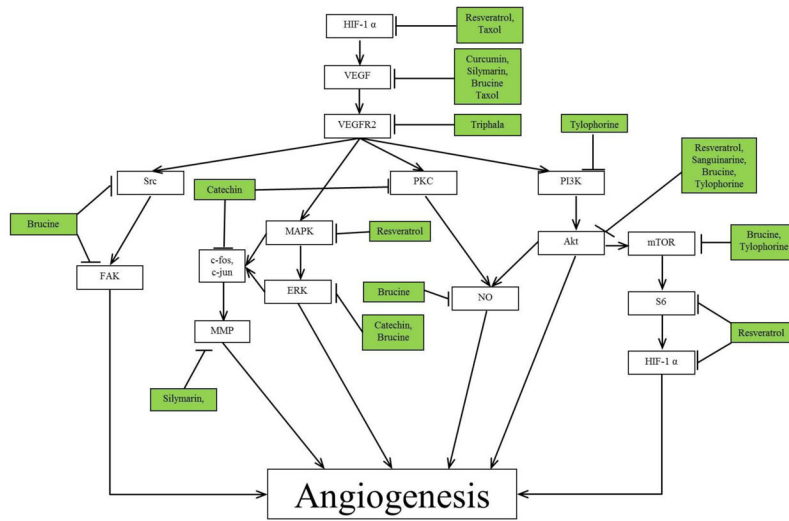 HIF-1 α
Resveratrol,
Taxol
VEGF
Curcumin,
Silymarin,
Brucine
Taxol
VEGFR2
Triphala
Tylophorine
Resveratrol,
Sanguinarine,
Brucine,
Tylophorine
Src
Catechin
PKC
PI3K
Brucine
MAPK
Resveratrol
Akt
mTOR
Brucine,
Tylophorine
FAK
c-fos,
c-jun
ERK
Brucine
NO
S6
MMP
Catechin,
Brucine
Resveratrol
HIF-1 α
Silymarin,
Angiogenesis